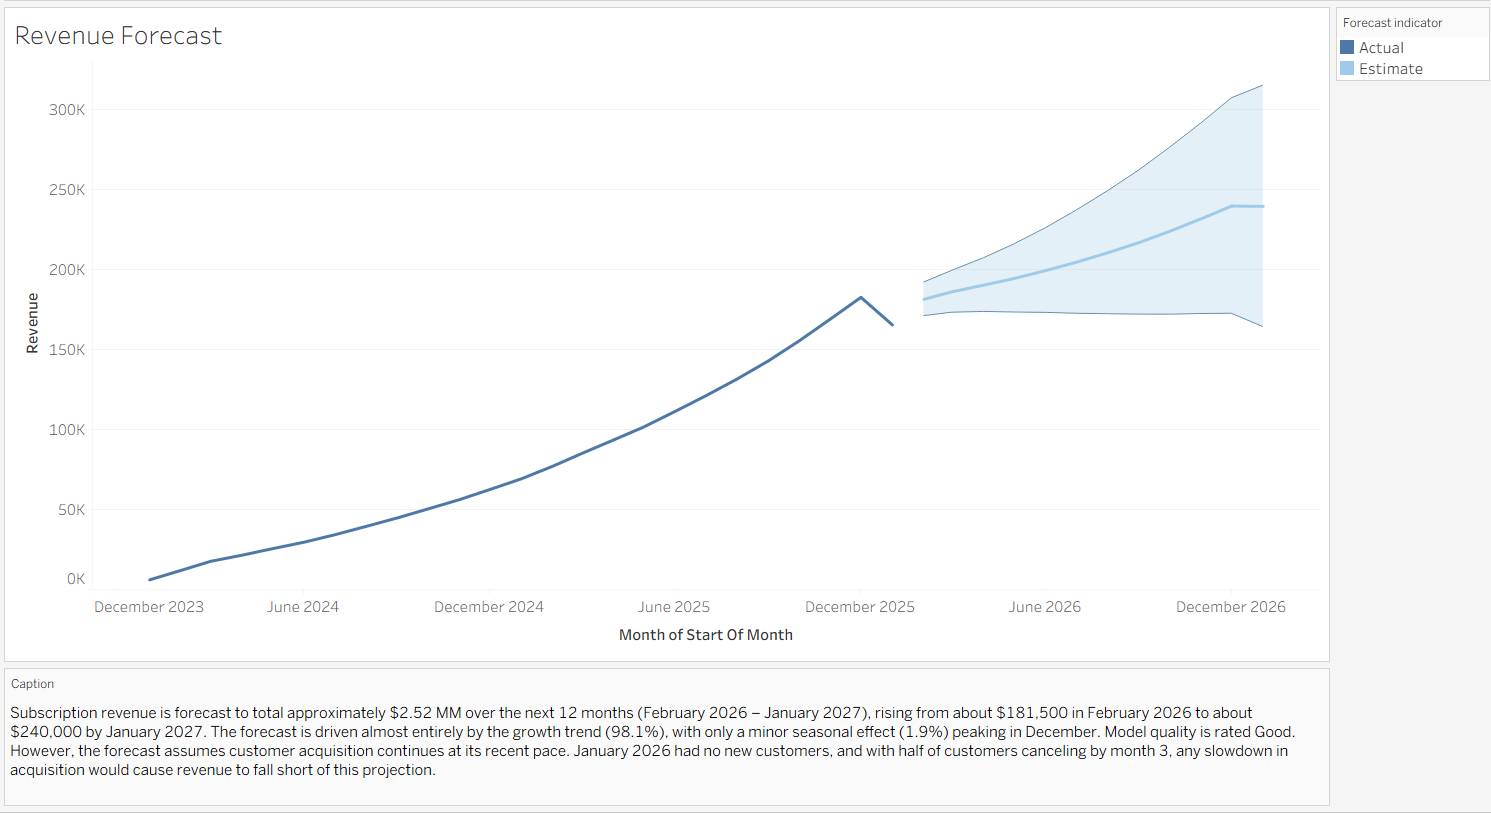 Revenue Forecast
Forecast indicator
Actual
Estimate
300K
250K
200K
150K
100K
50K
0K
Revenue
December 2023
June 2024
December 2024
June 2025
December 2025
June 2026
December 2026
Month of Start Of Month
Caption
Subscription revenue is forecast to total approximately $2.52 MM over the next 12 months (February 2026 – January 2027), rising from about $181,500 in February 2026 to about
$240,000 by January 2027. The forecast is driven almost entirely by the growth trend (98.1%), with only a minor seasonal effect (1.9%) peaking in December. Model quality is rated Good.
However, the forecast assumes customer acquisition continues at its recent pace. January 2026 had no new customers, and with half of customers canceling by month 3, any slowdown in
acquisition would cause revenue to fall short of this projection.